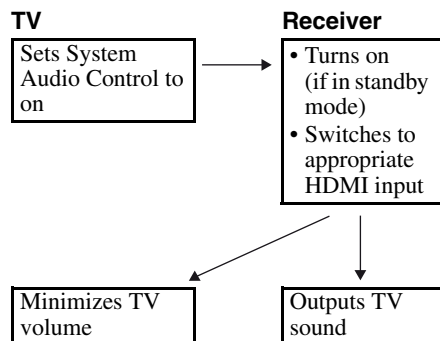 TV
Sets System
Audio Control to
on
Receiver
• Turns on
(if in standby
mode)
• Switches to
appropriate
HDMI input
Minimizes TV
volume
Outputs TV
sound